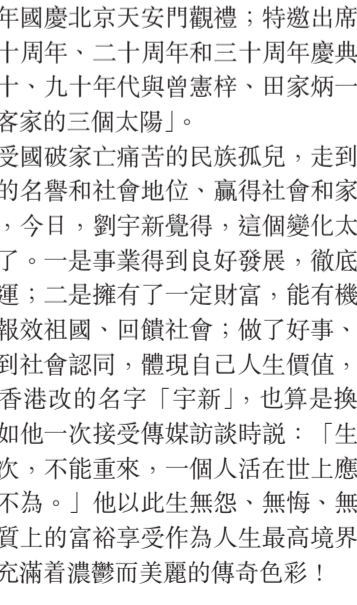 年國慶北京天安門觀禮；特邀出席
十周年、二十周年和三十周年慶典
十、九十年代與曾憲梓、田家炳一
客家的三個太陽」。
受國破家亡痛苦的民族孤兒，走到
的名譽和社會地位、贏得社會和家
，今日，劉宇新覺得，這個變化太
了。一是事業得到良好發展，徹底
運；二是擁有了一定財富，能有機
報效祖國、回饋社會；做了好事、
到社會認同，體現自己人生價值，
香港改的名字「宇新」，也算是換
如他一次接受傳媒訪談時説：「生
次，不能重來，一個人活在世上應
不為。」他以此生無怨、無悔、無
質上的富裕享受作為人生最高境界
充滿着濃鬱而美麗的傳奇色彩！